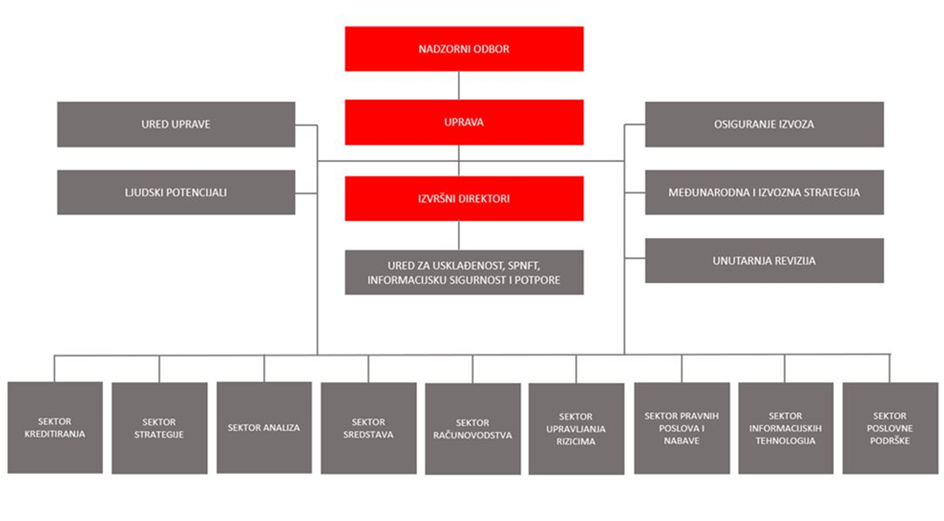 NADZORNI ODBOR
URED UPRAVE
UPRAVA
OSIGURANJE IZVOZA
LJUDSKI POTENCIJALI
IZVRŠNI DIREKTORI
MEĐUNARODNA I IZVOZNA STRATEGIJA
URED ZA USKLAĐENOST, SPNFT,
INFORMACIJSKU SIGURNOST I POTPORE
UNUTARNJA REVIZIJA
SEKTOR
KREDITIRANJA
SEKTOR
STRATEGIJE
SEKTOR ANALIZA
SEKTOR
SREDSTAVA
SEKTOR
RAČUNOVODSTVA
SEKTOR
UPRAVLJANJA
RIZICIMA
SEKTOR PRAVNIH
POSLOVA I
NABAVE
SEKTOR
INFORMACIJSKIH
TEHNOLOGIJA
SEKTOR
POSLOVNE
PODRŠKE